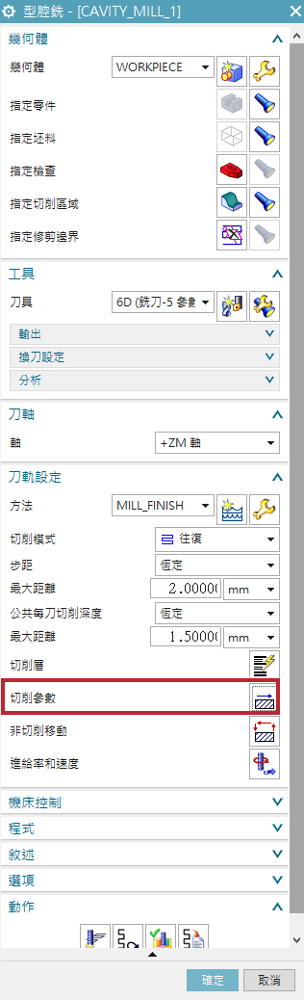 型腔銑 - [CAVITY_MILL_1]
幾何體
幾何體 WORKPIECE
指定零件
指定坯料
指定檢查
指定切削區域
指定修剪邊界
工具
刀具 6D (銑刀-5 參數
輸出
換刀設定
分析
刀軸
軸 +ZM 軸
刀軌設定
方法 MILL_FINISH
切削模式 往復
步距 恆定
最大距離 2.0000 mm
公共每刀切削深度 恆定
最大距離 1.5000 mm
切削層
切削參數
非切削移動
進給率和速度
機床控制
程式
敘述
選項
動作
確定 取消